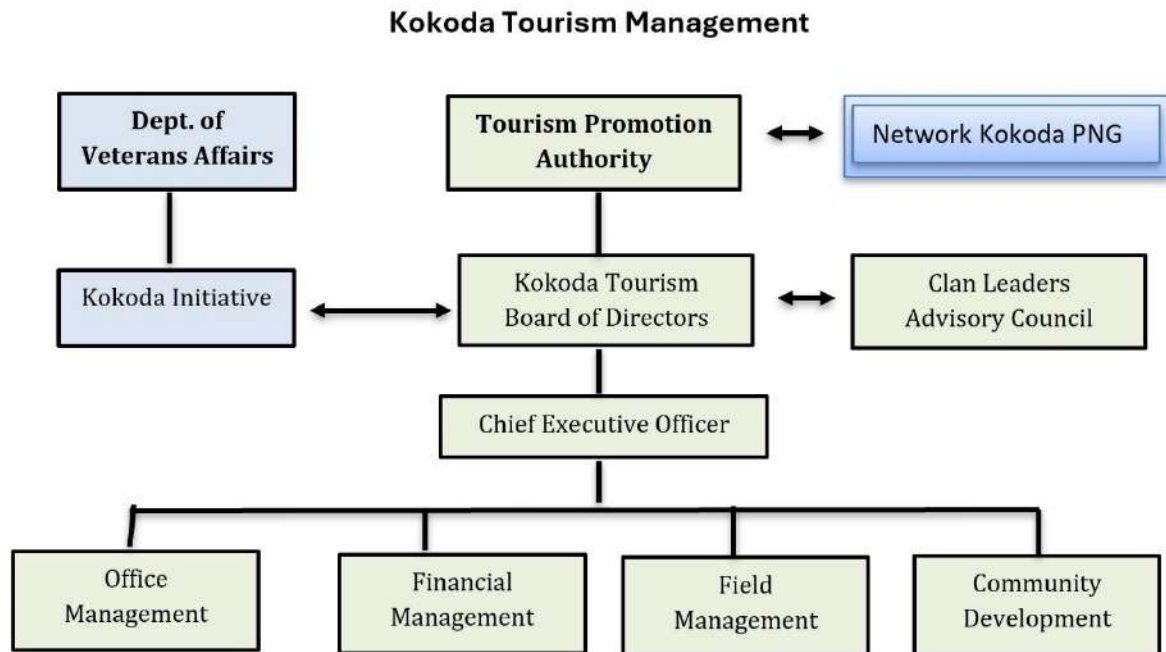 Kokoda Tourism Management
Dept. of
Veterans Affairs
Tourism Promotion
Authority
Network Kokoda PNG
Kokoda Initiative
Kokoda Tourism
Board of Directors
Clan Leaders
Advisory Council
Chief Executive Officer
Office
Management
Financial
Management
Field
Management
Community
Development